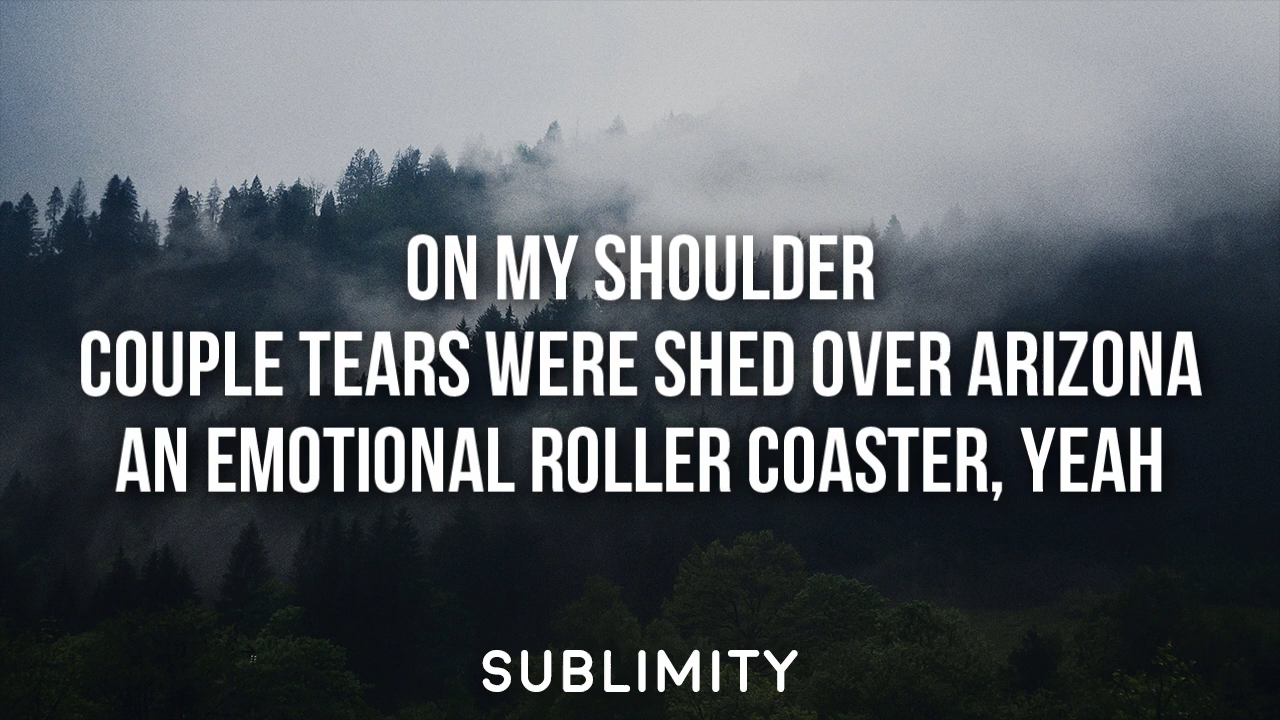 ON MY SHOULDER
COUPLE TEARS WERE SHED OVER ARIZONA
AN EMOTIONAL ROLLER COASTER, YEAH
SUBLIMITY